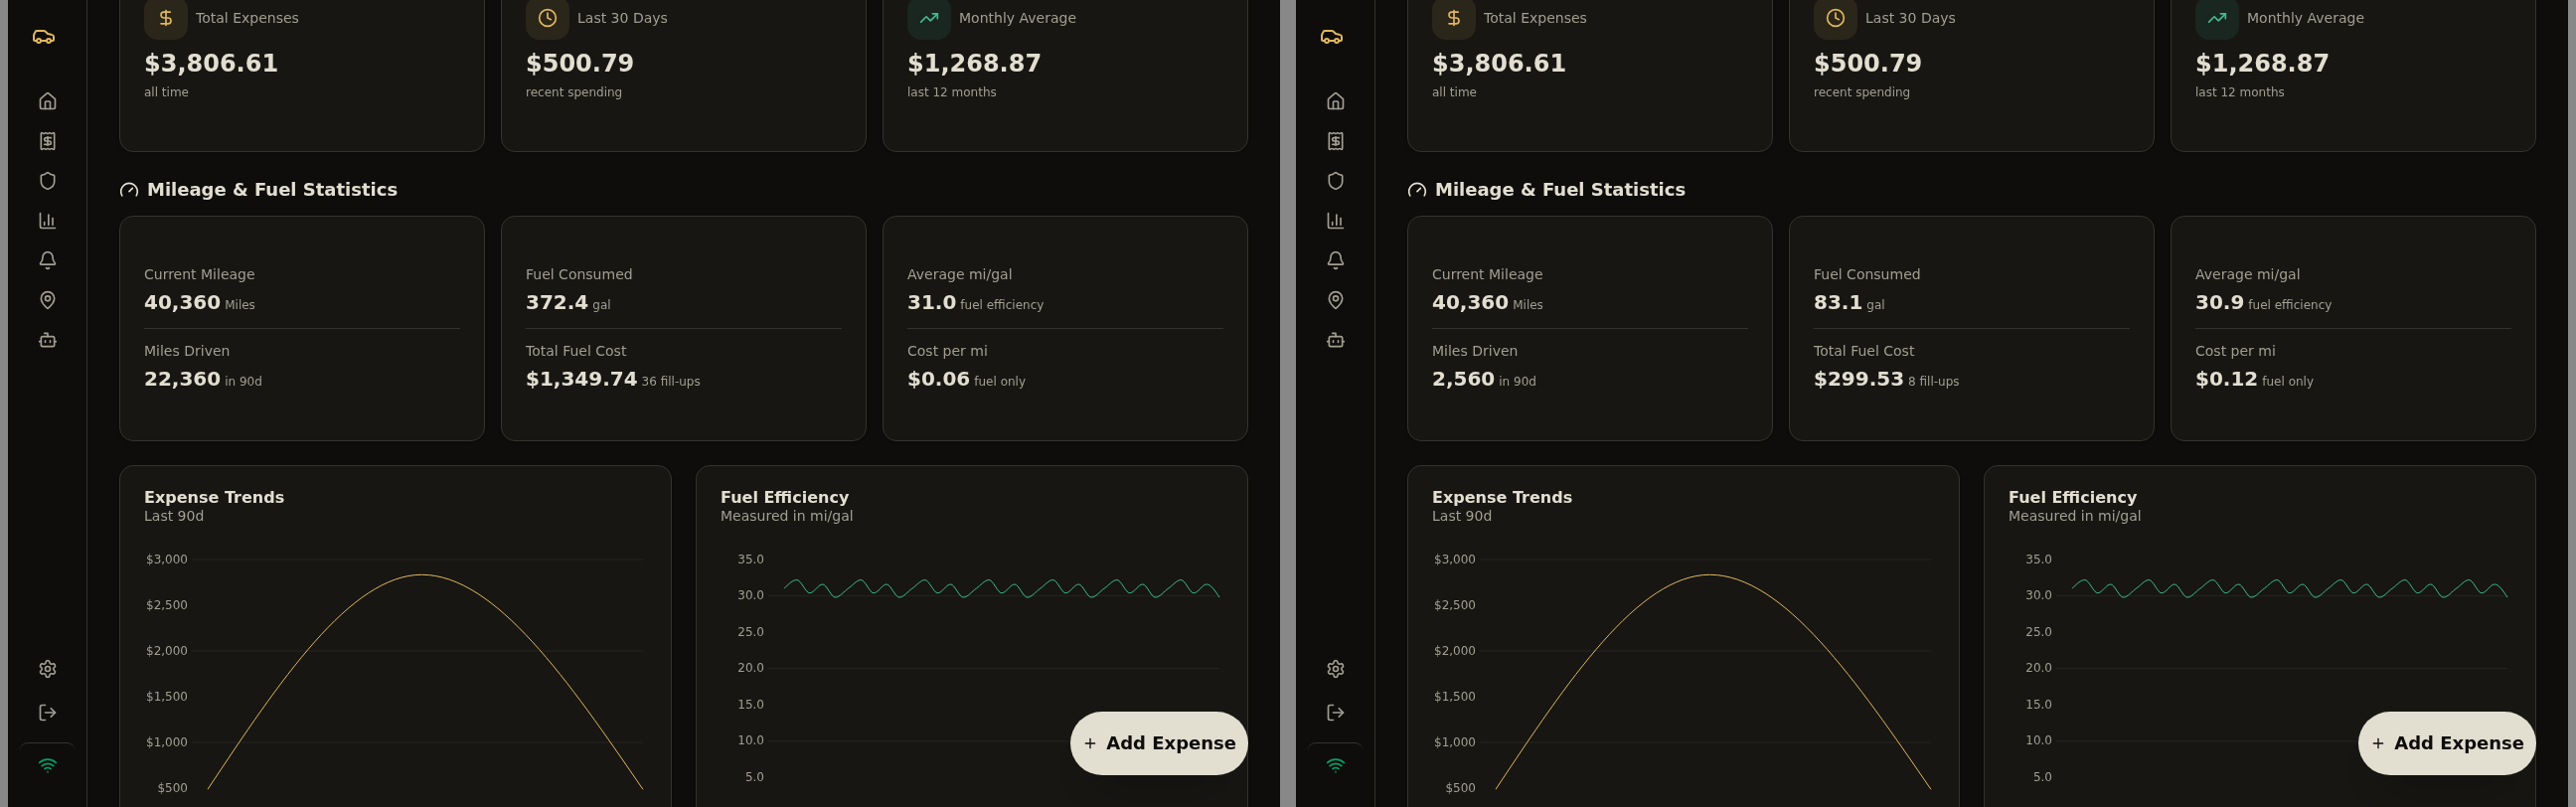 Total Expenses
$3,806.61
all time
Last 30 Days
$500.79
recent spending
Monthly Average
$1,268.87
last 12 months
Mileage & Fuel Statistics
Current Mileage
40,360 Miles
Miles Driven
22,360 in 90d
Fuel Consumed
372.4 gal
Total Fuel Cost
$1,349.74 36 fill-ups
Average mi/gal
31.0 fuel efficiency
Cost per mi
$0.06 fuel only
Expense Trends
Last 90d
$3,000
$2,500
$2,000
$1,500
$1,000
$500
Fuel Efficiency
Measured in mi/gal
35.0
30.0
25.0
20.0
15.0
10.0
5.0
+ Add Expense
Total Expenses
$3,806.61
all time
Last 30 Days
$500.79
recent spending
Monthly Average
$1,268.87
last 12 months
Mileage & Fuel Statistics
Current Mileage
40,360 Miles
Miles Driven
2,560 in 90d
Fuel Consumed
83.1 gal
Total Fuel Cost
$299.53 8 fill-ups
Average mi/gal
30.9 fuel efficiency
Cost per mi
$0.12 fuel only
Expense Trends
Last 90d
$3,000
$2,500
$2,000
$1,500
$1,000
$500
Fuel Efficiency
Measured in mi/gal
35.0
30.0
25.0
20.0
15.0
10.0
5.0
+ Add Expense